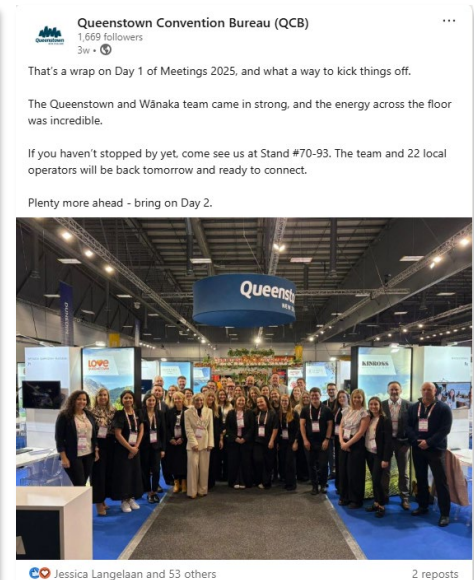 Queenstown Convention Bureau (QCB)
1,669 followers
3w •
That's a wrap on Day 1 of Meetings 2025, and what a way to kick things off.
The Queenstown and Wānaka team came in strong, and the energy across the floor
was incredible.
If you haven't stopped by yet, come see us at Stand #70-93. The team and 22 local
operators will be back tomorrow and ready to connect.
Plenty more ahead - bring on Day 2.
Queenst
LOVE
KINROSS
Jessica Langelaan and 53 others
2 reposts